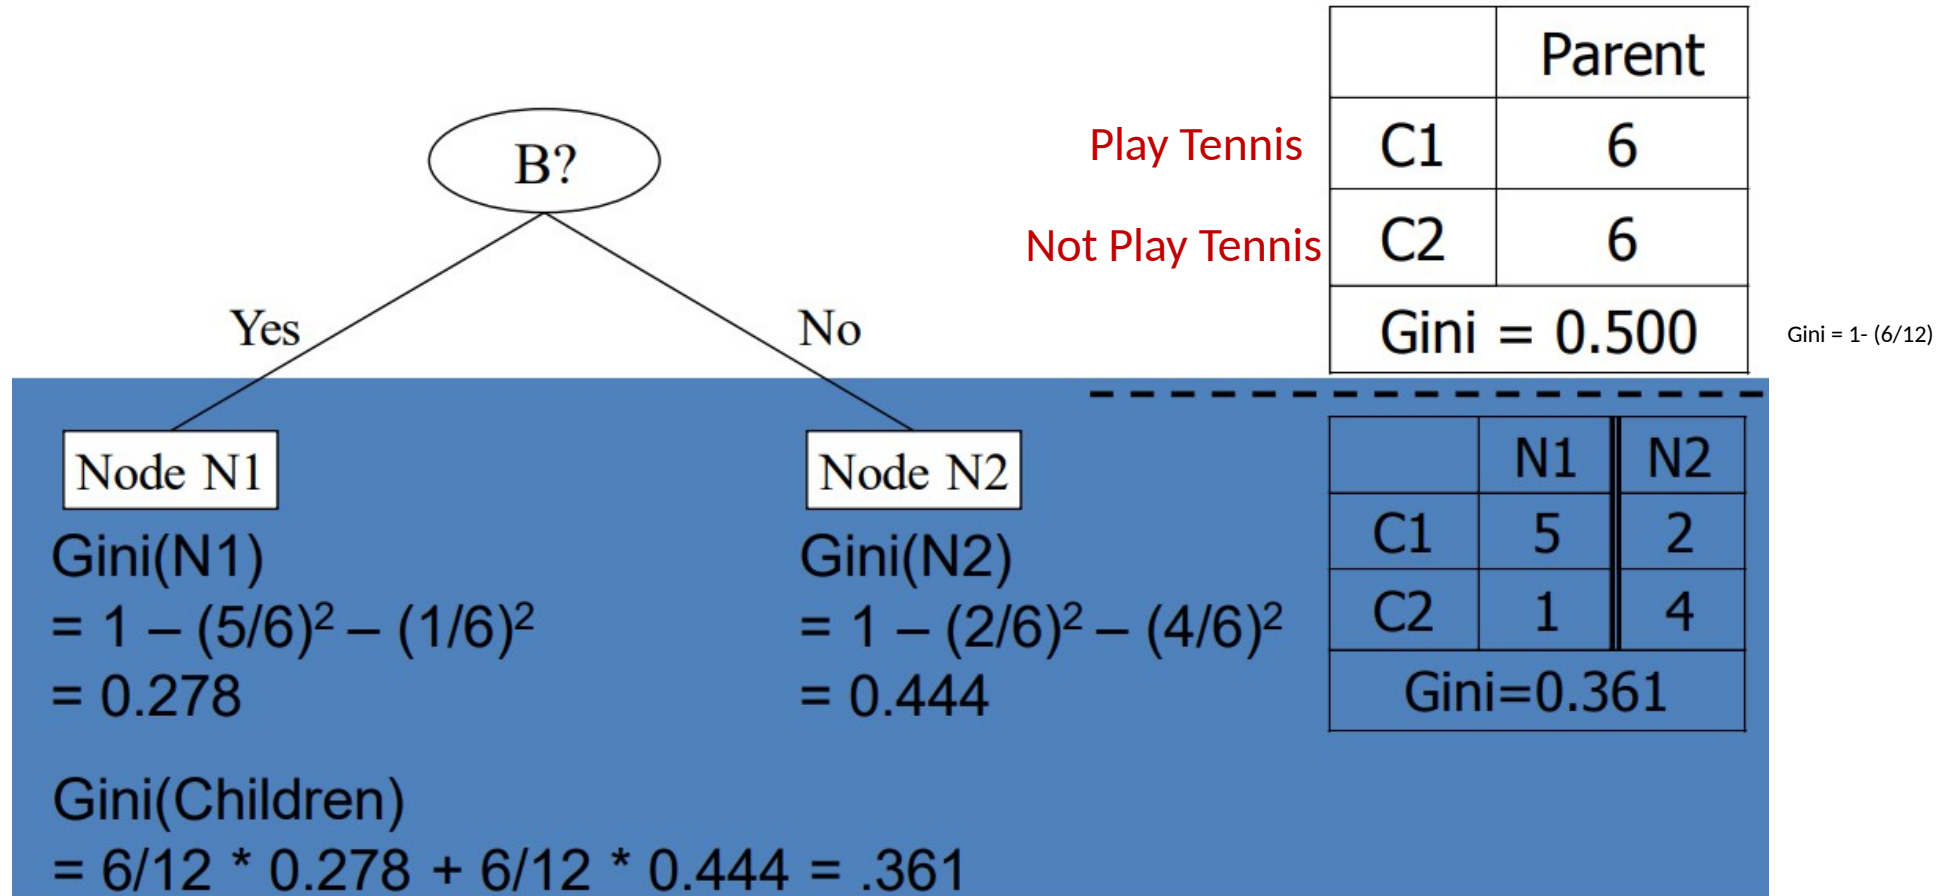 B?
Yes
No
Parent
Play Tennis C1 6
Not Play Tennis C2 6
Gini = 0.500
Gini = 1- (6/12)
Node N1
Gini(N1)
= 1 – (5/6)² – (1/6)²
= 0.278
Node N2
Gini(N2)
= 1 – (2/6)² – (4/6)²
= 0.444
N1 N2
C1 5 2
C2 1 4
Gini=0.361
Gini(Children)
= 6/12 * 0.278 + 6/12 * 0.444 = .361